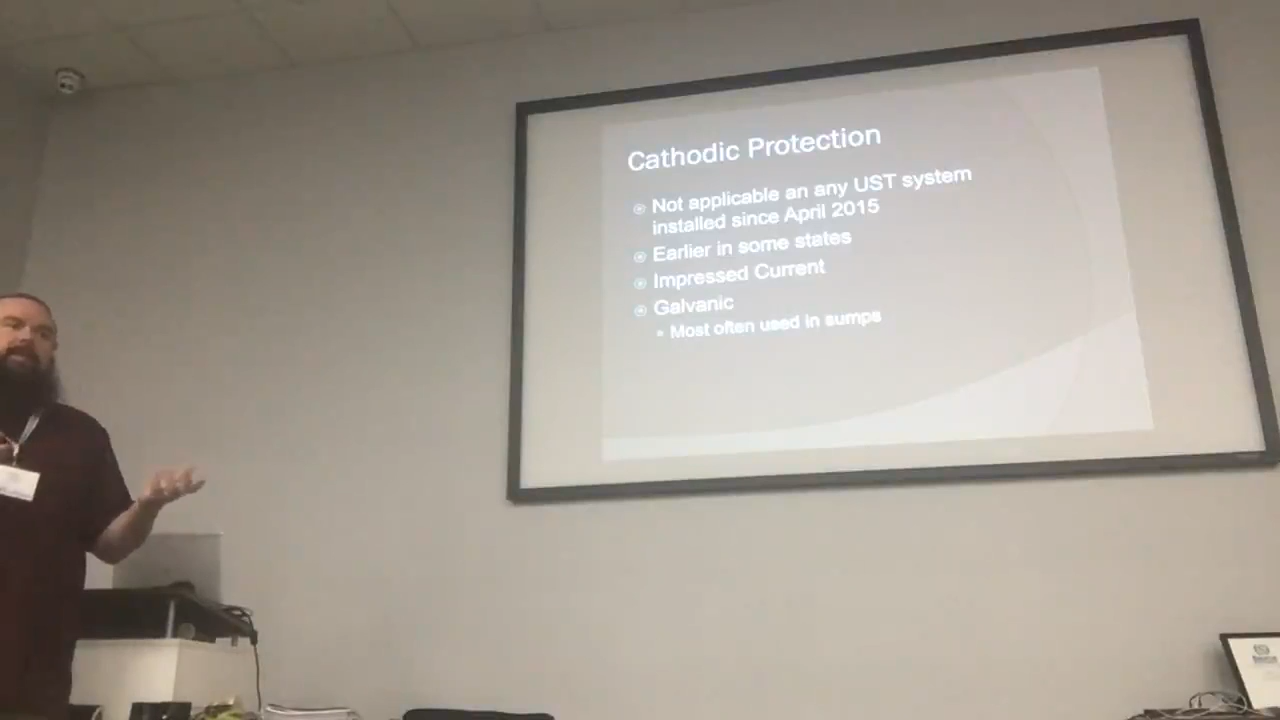 Cathodic Protection
Not applicable an any UST system
installed since April 2015
Earlier in some states
Impressed Current
Galvanic
Most often used in sumps